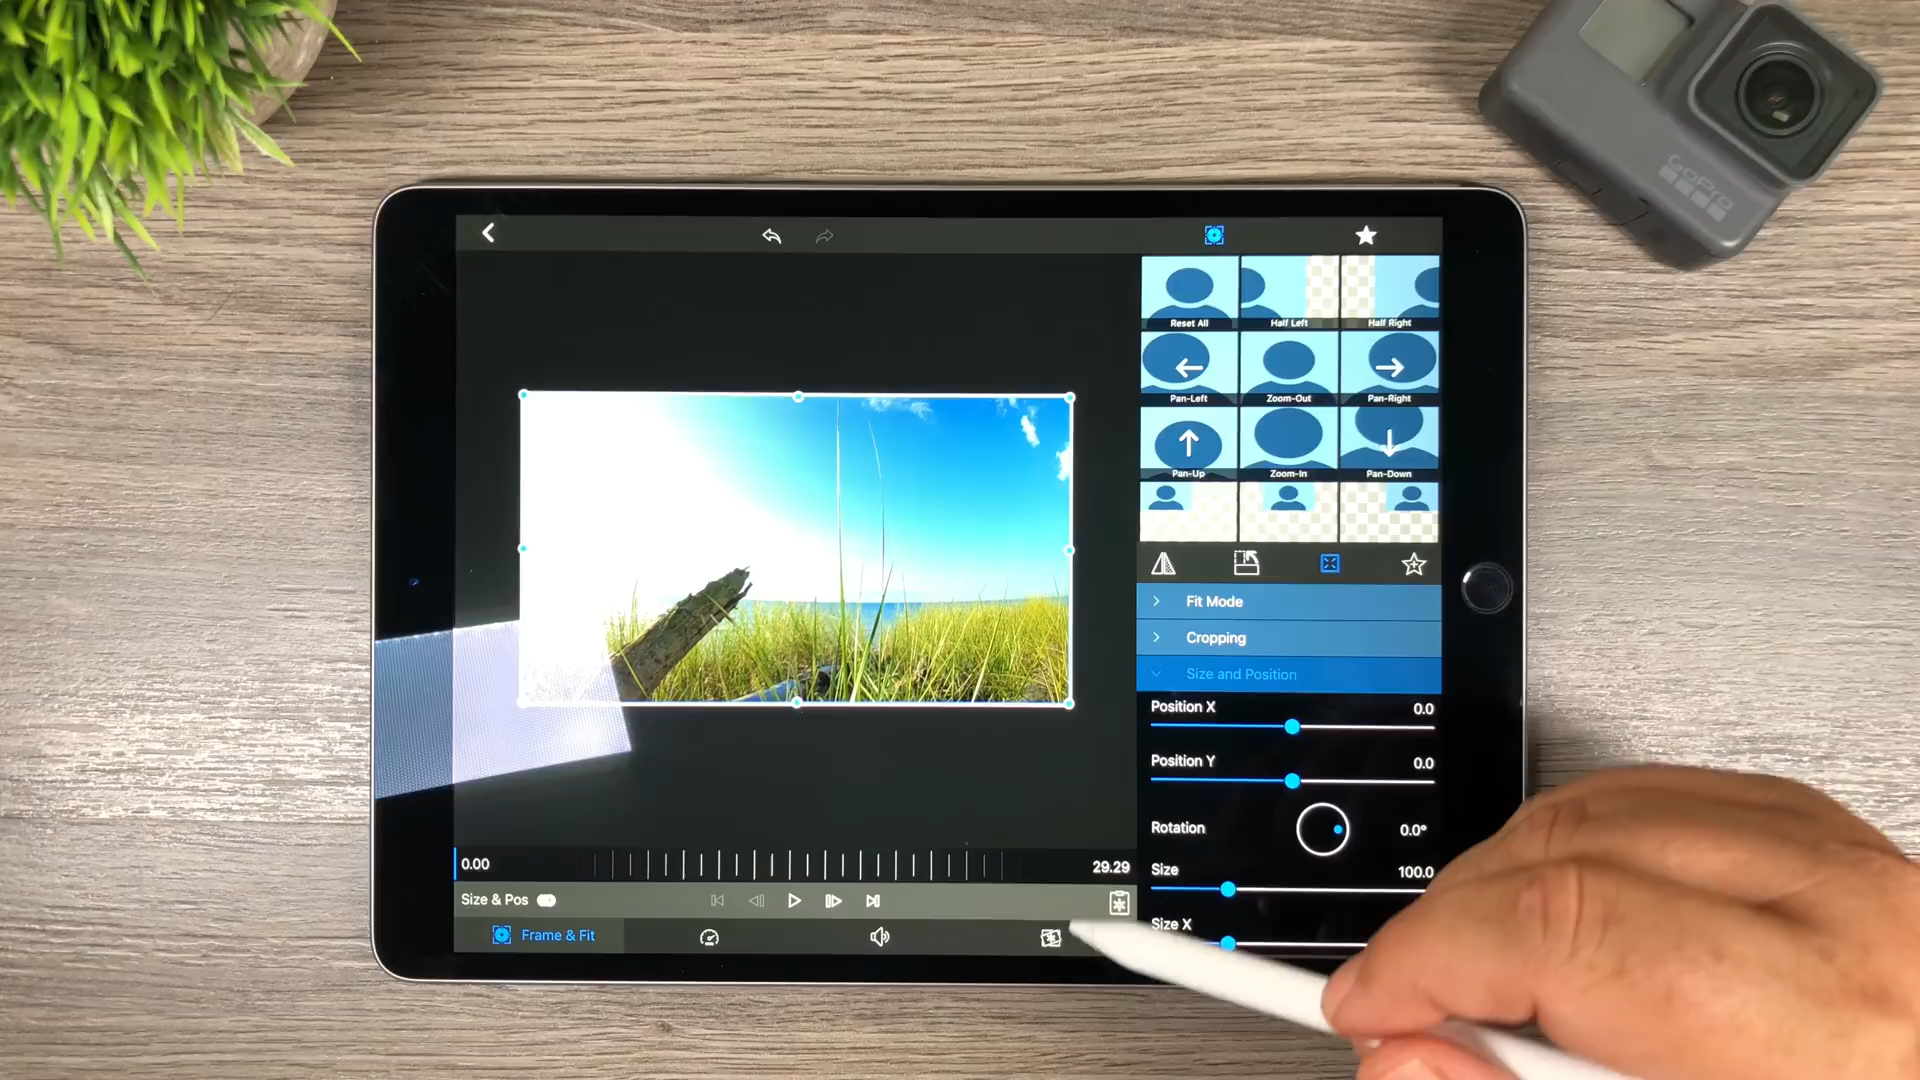 GoPro
Reset All
Half Left
Half Right
Pan-Left
Zoom-Out
Pan-Right
Pan-Up
Zoom-In
Pan-Down
Fit Mode
Cropping
Size and Position
Position X 0.0
Position Y 0.0
Rotation 0.0°
Size 100.0
Size X
0.00 29.29
Size & Pos
Frame & Fit